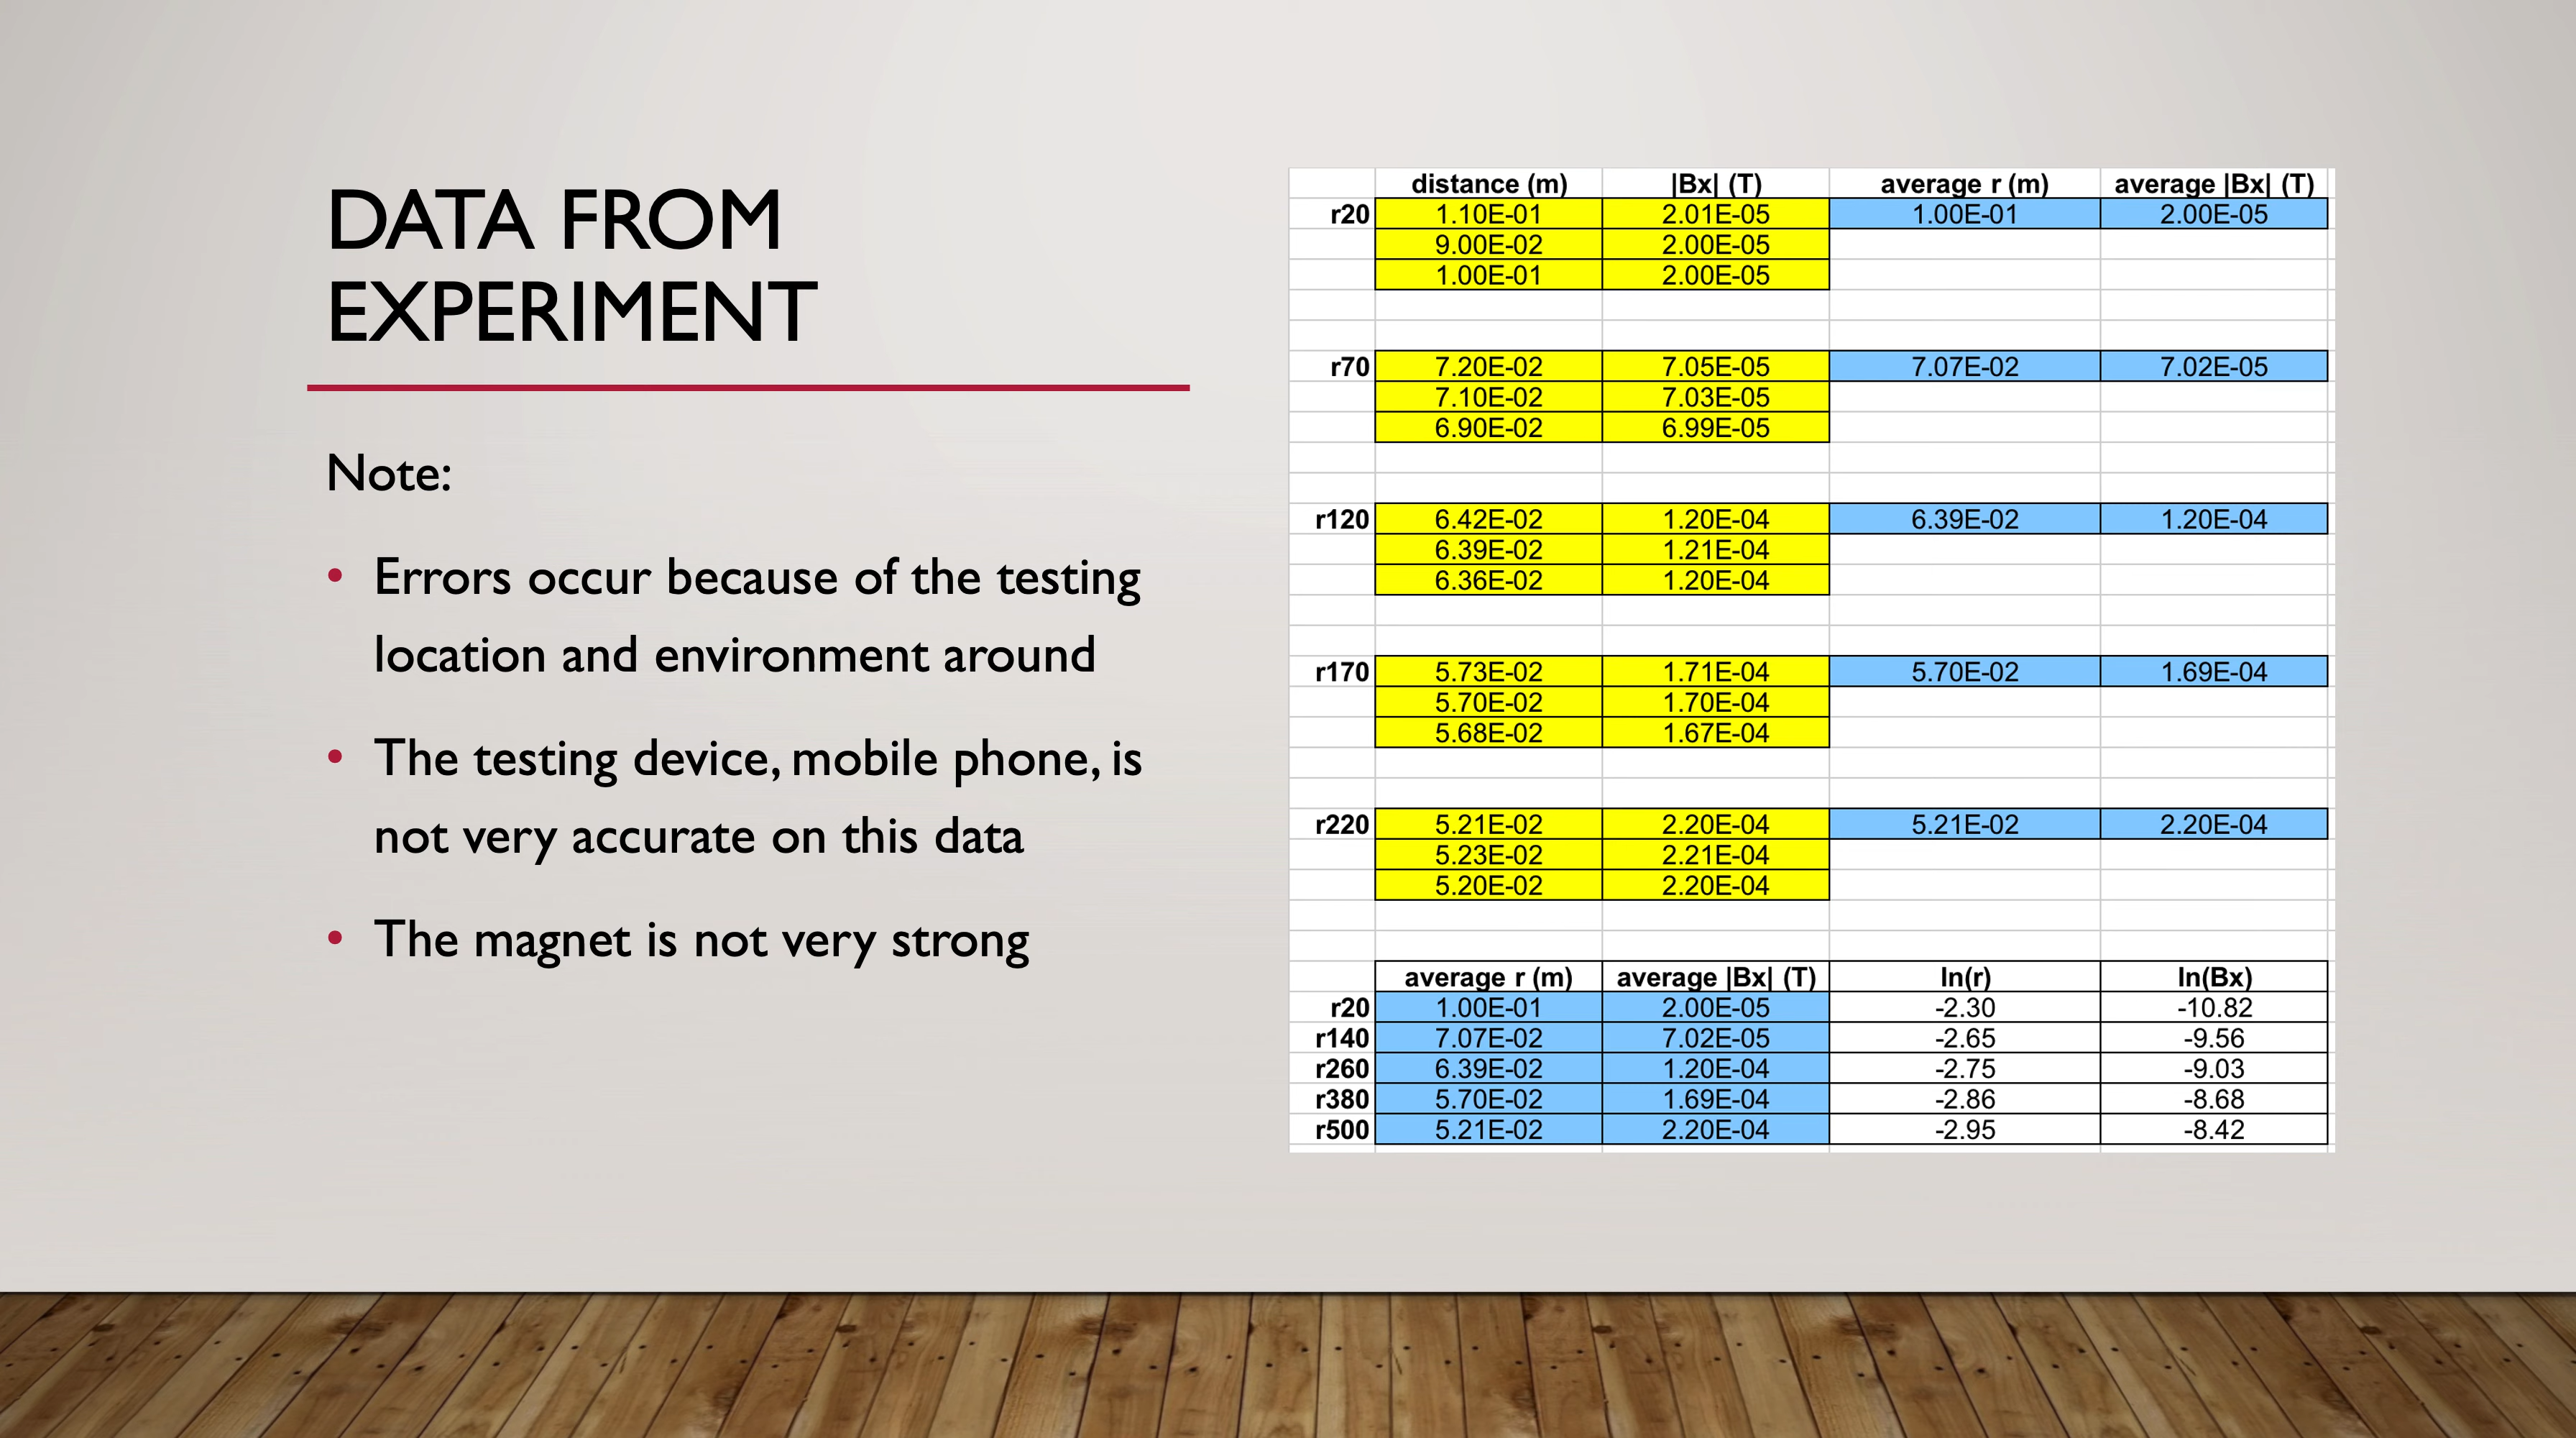 DATA FROM
EXPERIMENT
Note:
• Errors occur because of the testing
location and environment around
• The testing device, mobile phone, is
not very accurate on this data
• The magnet is not very strong
distance (m) |Bx| (T) average r (m) average |Bx| (T)
r20 1.10E-01 2.01E-05 1.00E-01 2.00E-05
9.00E-02 2.00E-05
1.00E-01 2.00E-05
r70 7.20E-02 7.05E-05 7.07E-02 7.02E-05
7.10E-02 7.03E-05
6.90E-02 6.99E-05
r120 6.42E-02 1.20E-04 6.39E-02 1.20E-04
6.39E-02 1.21E-04
6.36E-02 1.20E-04
r170 5.73E-02 1.71E-04 5.70E-02 1.69E-04
5.70E-02 1.70E-04
5.68E-02 1.67E-04
r220 5.21E-02 2.20E-04 5.21E-02 2.20E-04
5.23E-02 2.21E-04
5.20E-02 2.20E-04
average r (m) average |Bx| (T) ln(r) ln(Bx)
r20 1.00E-01 2.00E-05 -2.30 -10.82
r140 7.07E-02 7.02E-05 -2.65 -9.56
r260 6.39E-02 1.20E-04 -2.75 -9.03
r380 5.70E-02 1.69E-04 -2.86 -8.68
r500 5.21E-02 2.20E-04 -2.95 -8.42